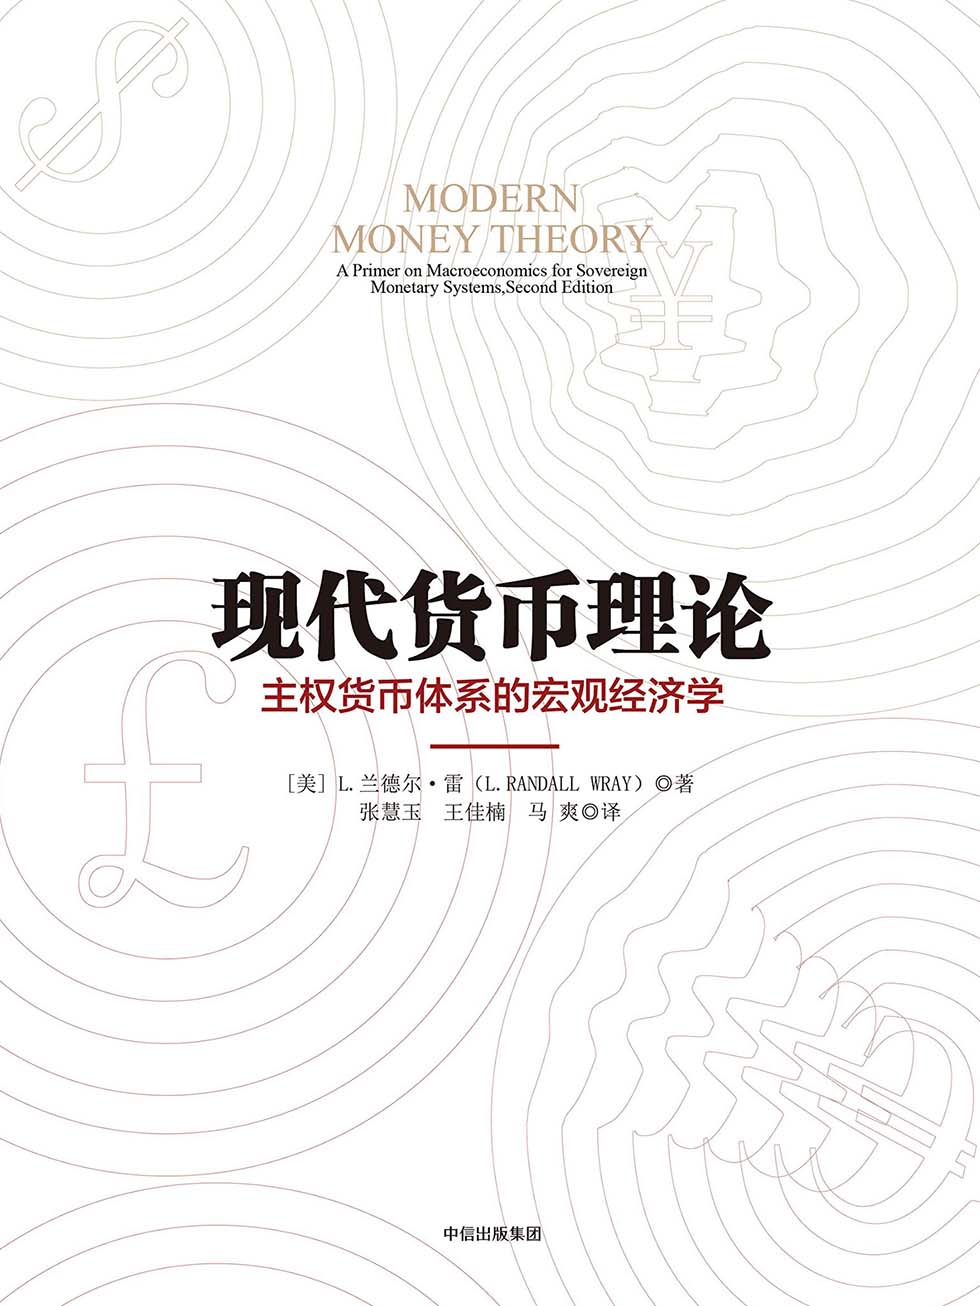 MODERN
MONEY THEORY
A Primer on Macroeconomics for Sovereign
Monetary Systems,Second Edition
现代货币理论
主权货币体系的宏观经济学
［美］L.兰德尔·雷（L.RANDALL WRAY）◎著
张慧玉　王佳楠　马 爽◎译
中信出版集团